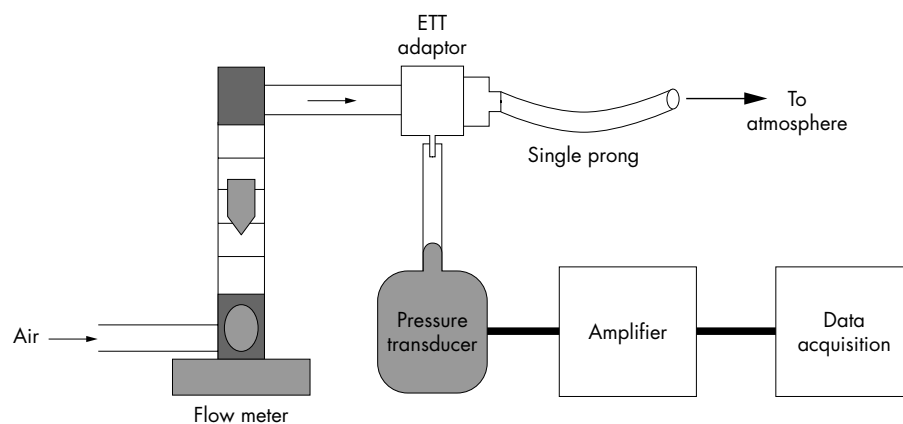 ETT
adaptor
To
atmosphere
Single prong
Air
Pressure
transducer
Amplifier
Data
acquisition
Flow meter